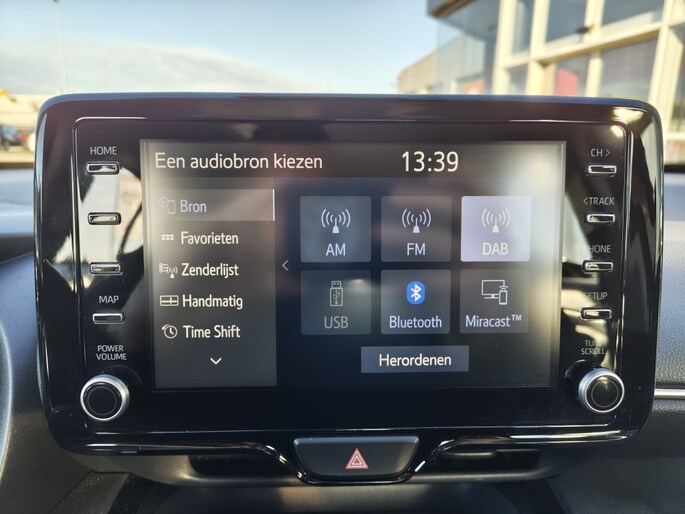 HOME
MAP
POWER
VOLUME
Een audiobron kiezen
13:39
Bron
Favorieten
Zenderlijst
Handmatig
Time Shift
AM
FM
DAB
USB
Bluetooth
Miracast™
Herordenen
CH >
< TRACK
PHONE
SETUP
SCROLL